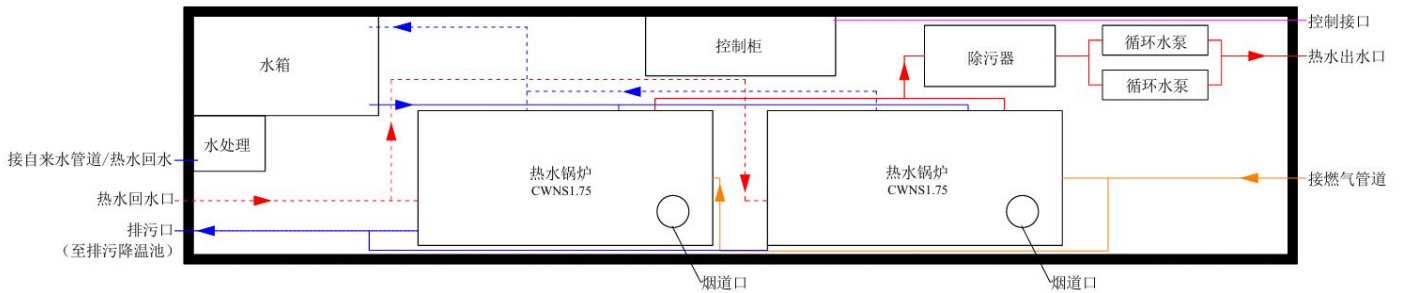 控制接口
循环水泵
控制柜
除污器
热水出水口
水箱
循环水泵
水处理
接自来水管道/热水回水
热水锅炉
CWNS1.75
热水锅炉
CWNS1.75
接燃气管道
热水回水口
排污口
（至排污降温池）
烟道口
烟道口